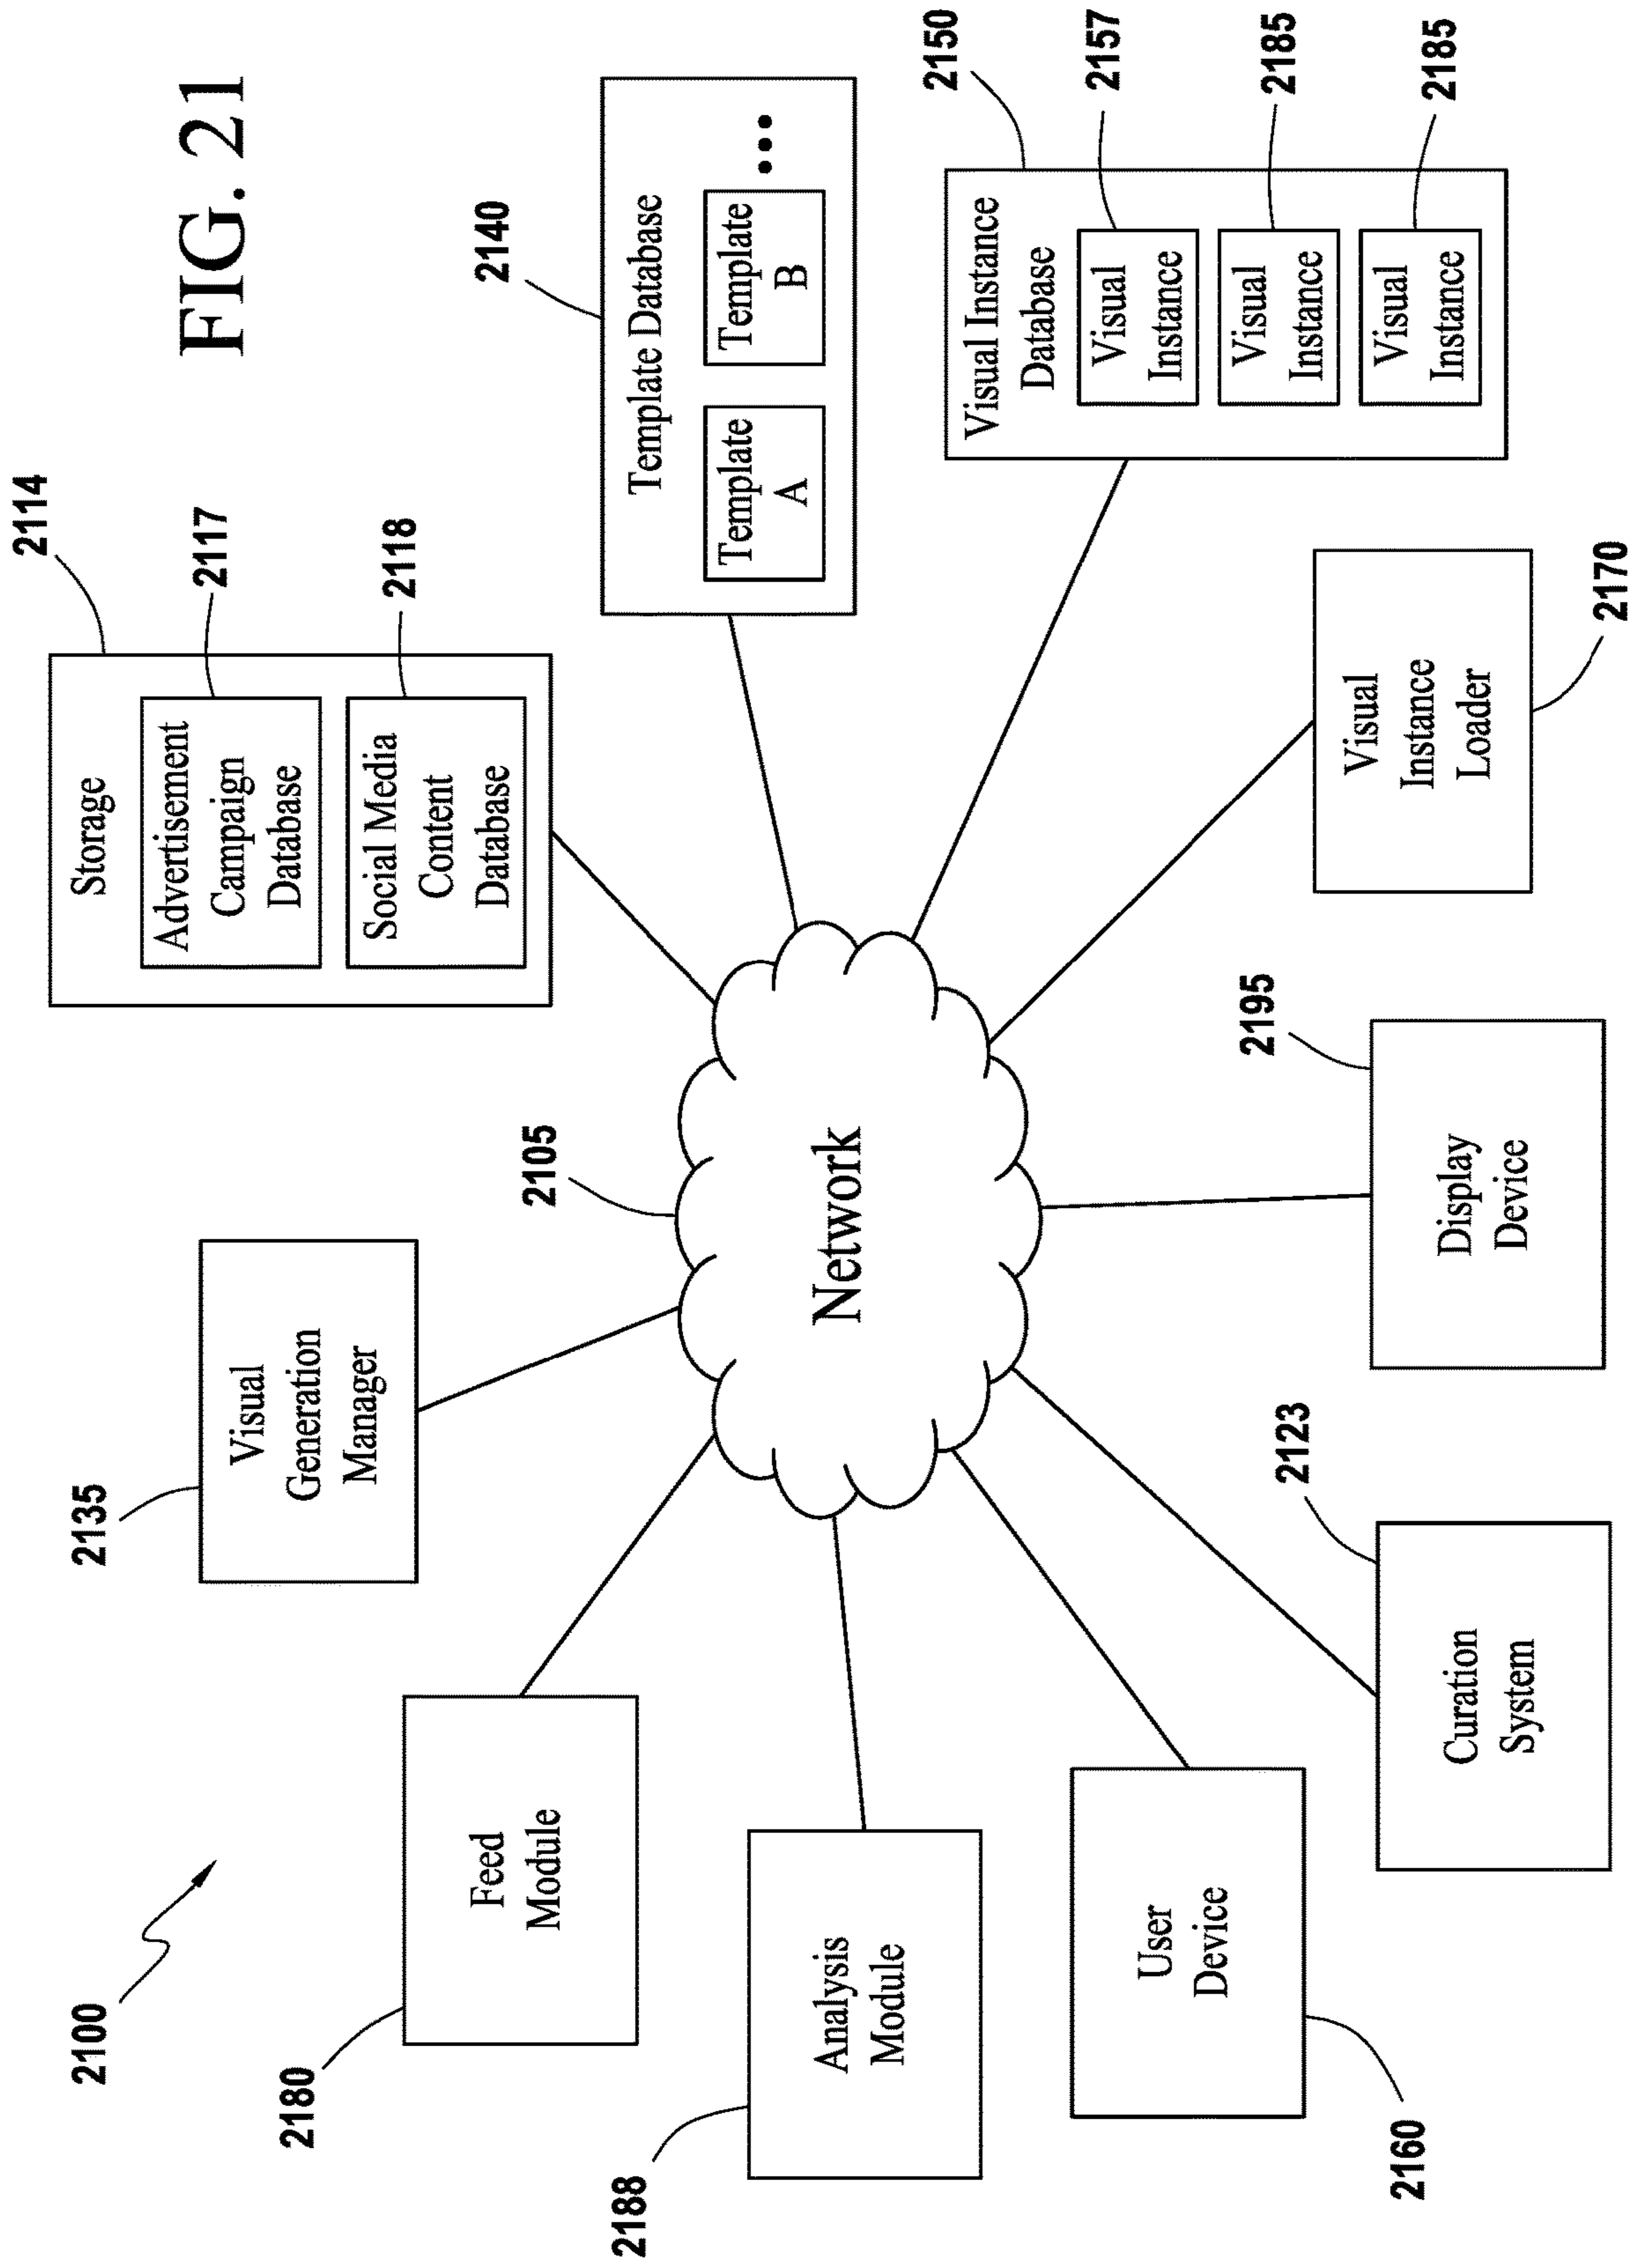 FIG. 21
2100
2135
Visual
Generation
Manager
2114
Storage
2117
Advertisement
Campaign
Database
2118
Social Media
Content
Database
2180
Feed
Module
2105
Network
2140
Template Database
Template
A
Template
B
...
2188
Analysis
Module
2150
Visual Instance
Database
2157
Visual
Instance
2185
Visual
Instance
2185
Visual
Instance
2160
User
Device
2123
Curation
System
2195
Display
Device
Visual
Instance
Loader
2170